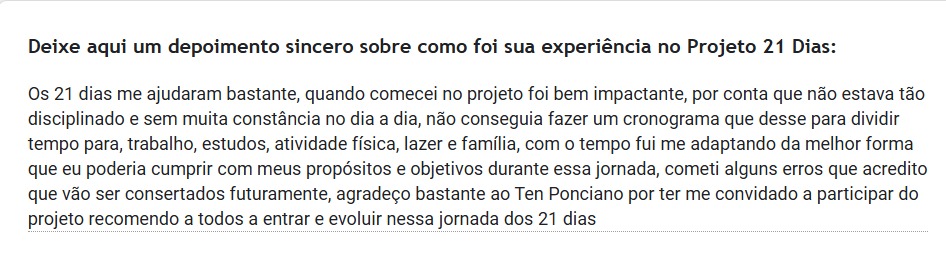 Deixe aqui um depoimento sincero sobre como foi sua experiência no Projeto 21 Dias:
Os 21 dias me ajudaram bastante, quando comecei no projeto foi bem impactante, por conta que não estava tão
disciplinado e sem muita constância no dia a dia, não conseguia fazer um cronograma que desse para dividir
tempo para, trabalho, estudos, atividade física, lazer e família, com o tempo fui me adaptando da melhor forma
que eu poderia cumprir com meus propósitos e objetivos durante essa jornada, cometi alguns erros que acredito
que vão ser consertados futuramente, agradeço bastante ao Ten Ponciano por ter me convidado a participar do
projeto recomendo a todos a entrar e evoluir nessa jornada dos 21 dias